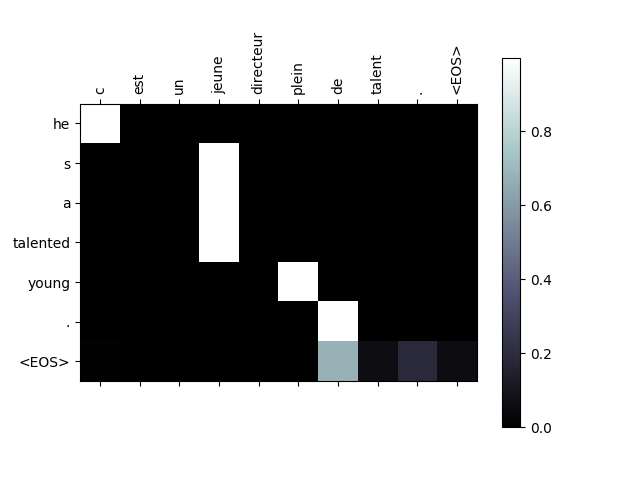 c
est
un
jeune
directeur
plein
de
talent
.
<EOS>
he
s
a
talented
young
.
<EOS>
0.8
0.6
0.4
0.2
0.0